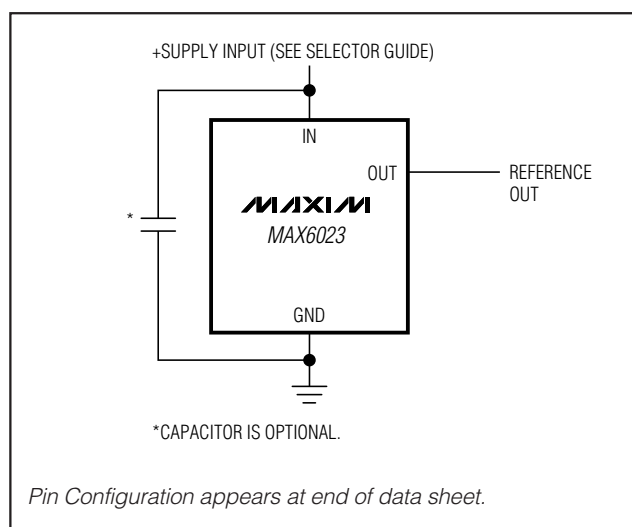 +SUPPLY INPUT (SEE SELECTOR GUIDE)
IN
OUT
REFERENCE
OUT
*
MAXIM
MAX6023
GND
*CAPACITOR IS OPTIONAL.
Pin Configuration appears at end of data sheet.